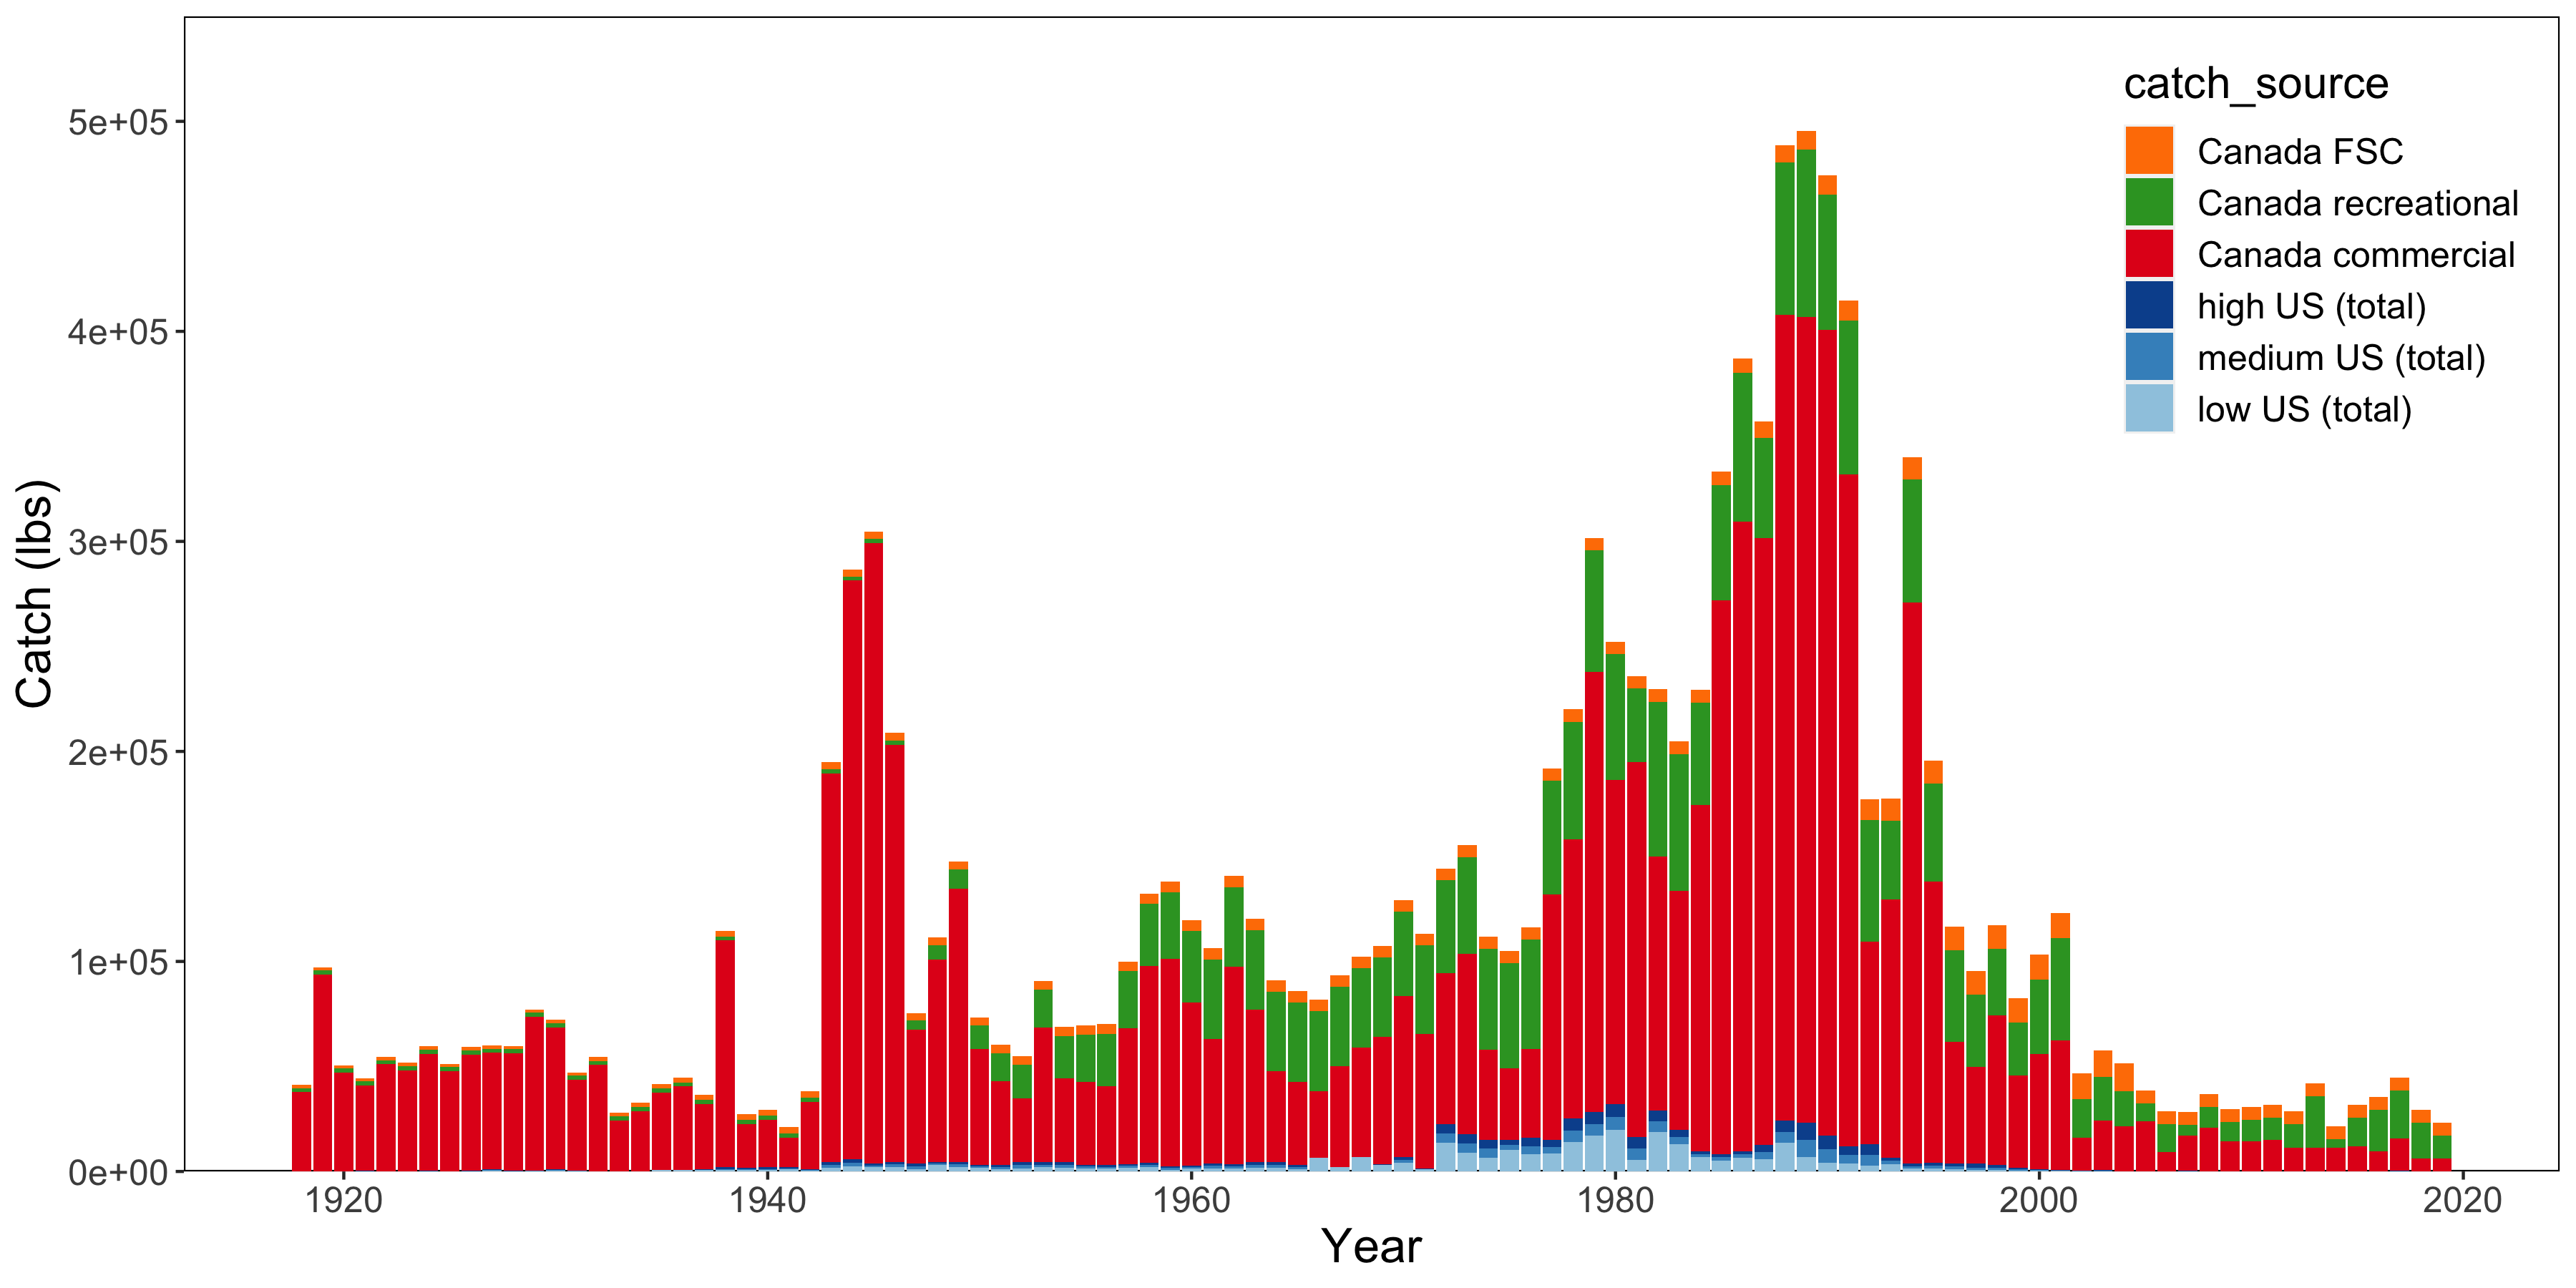 catch_source
Canada FSC
Canada recreational
Canada commercial
high US (total)
medium US (total)
low US (total)
Catch (lbs)
5e+05
4e+05
3e+05
2e+05
1e+05
0e+00
1920 1940 1960 1980 2000 2020
Year